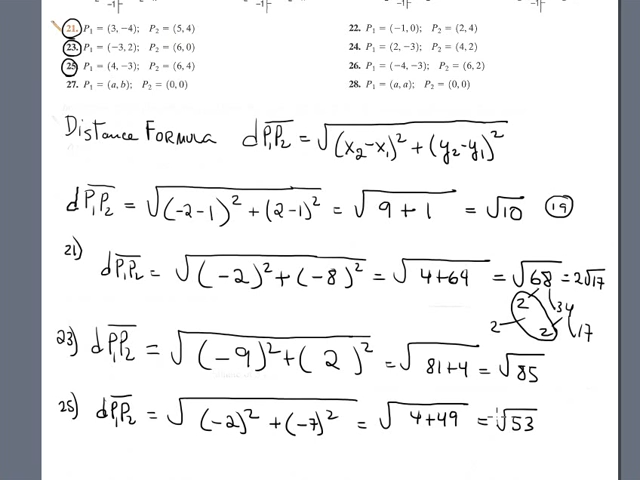 21. P₁ = (3, −4); P₂ = (5, 4)
22. P₁ = (−1, 0); P₂ = (2, 4)
23. P₁ = (−3, 2); P₂ = (6, 0)
24. P₁ = (2, −3); P₂ = (4, 2)
25. P₁ = (4, −3); P₂ = (6, 4)
26. P₁ = (−4, −3); P₂ = (6, 2)
27. P₁ = (a, b); P₂ = (0, 0)
28. P₁ = (a, a); P₂ = (0, 0)
Distance Formula dP₁P₂ = √(x₂−x₁)² + (y₂−y₁)²
dP₁P₂ = √(−2−1)² + (2−1)² = √9+1 = √10 19
21) dP₁P₂ = √(−2)² + (−8)² = √4+64 = √68 = 2√17
2 34
2 2 17
23) dP₁P₂ = √(−9)² + (2)² = √81+4 = √85
25) dP₁P₂ = √(−2)² + (−7)² = √4+49 = √53